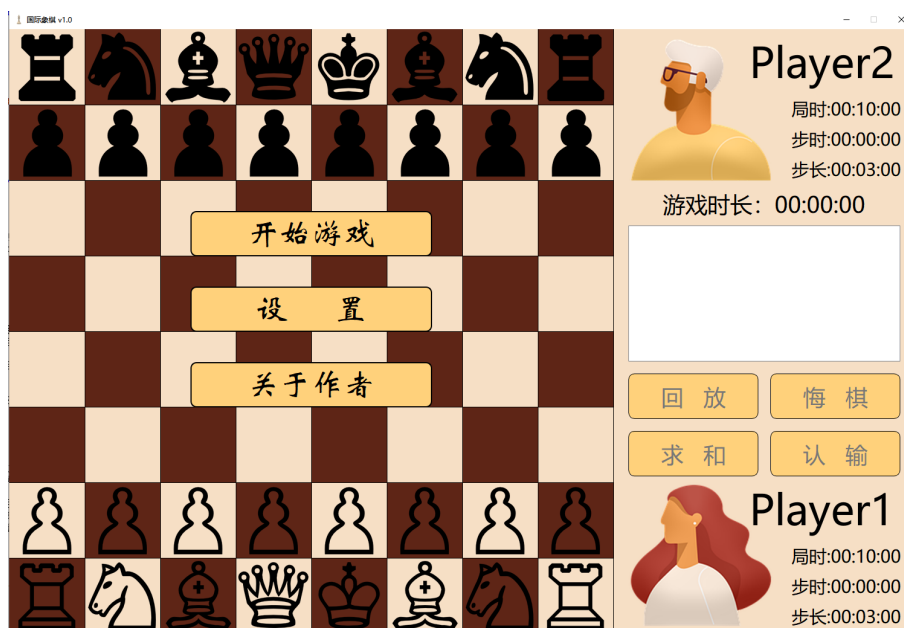 国际象棋 v1.0
Player2
局时:00:10:00
步时:00:00:00
步长:00:03:00
游戏时长：00:00:00
开始游戏
设 置
关于作者
回 放
悔 棋
求 和
认 输
Player1
局时:00:10:00
步时:00:00:00
步长:00:03:00